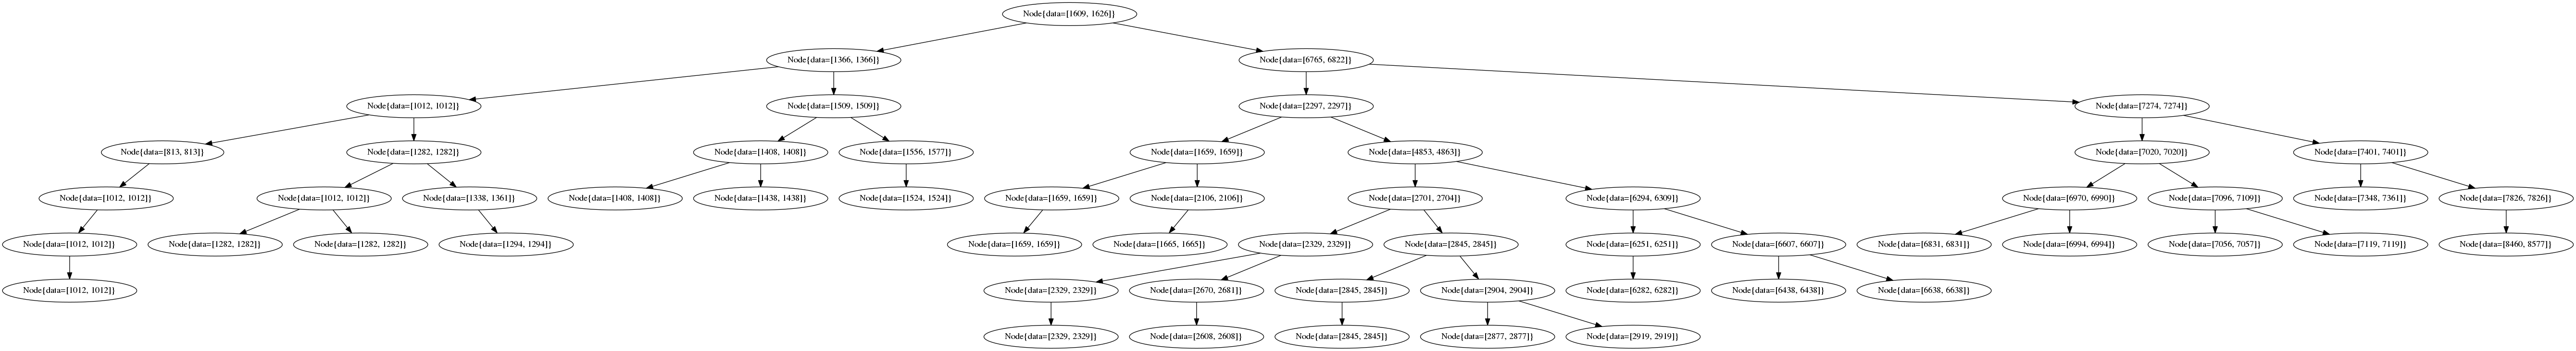 Node{data=[1609, 1626]}
Node{data=[1366, 1366]}
Node{data=[6765, 6822]}
Node{data=[1012, 1012]}
Node{data=[1509, 1509]}
Node{data=[2297, 2297]}
Node{data=[7274, 7274]}
Node{data=[813, 813]}
Node{data=[1282, 1282]}
Node{data=[1408, 1408]}
Node{data=[1556, 1577]}
Node{data=[1659, 1659]}
Node{data=[4853, 4863]}
Node{data=[7020, 7020]}
Node{data=[7401, 7401]}
Node{data=[1012, 1012]}
Node{data=[1012, 1012]}
Node{data=[1338, 1361]}
Node{data=[1408, 1408]}
Node{data=[1438, 1438]}
Node{data=[1524, 1524]}
Node{data=[1659, 1659]}
Node{data=[2106, 2106]}
Node{data=[2701, 2704]}
Node{data=[6294, 6309]}
Node{data=[6970, 6990]}
Node{data=[7096, 7109]}
Node{data=[7348, 7361]}
Node{data=[7826, 7826]}
Node{data=[1012, 1012]}
Node{data=[1282, 1282]}
Node{data=[1282, 1282]}
Node{data=[1294, 1294]}
Node{data=[1659, 1659]}
Node{data=[1665, 1665]}
Node{data=[2329, 2329]}
Node{data=[2845, 2845]}
Node{data=[6251, 6251]}
Node{data=[6607, 6607]}
Node{data=[6831, 6831]}
Node{data=[6994, 6994]}
Node{data=[7056, 7057]}
Node{data=[7119, 7119]}
Node{data=[8460, 8577]}
Node{data=[1012, 1012]}
Node{data=[2329, 2329]}
Node{data=[2670, 2681]}
Node{data=[2845, 2845]}
Node{data=[2904, 2904]}
Node{data=[6282, 6282]}
Node{data=[6438, 6438]}
Node{data=[6638, 6638]}
Node{data=[2329, 2329]}
Node{data=[2608, 2608]}
Node{data=[2845, 2845]}
Node{data=[2877, 2877]}
Node{data=[2919, 2919]}